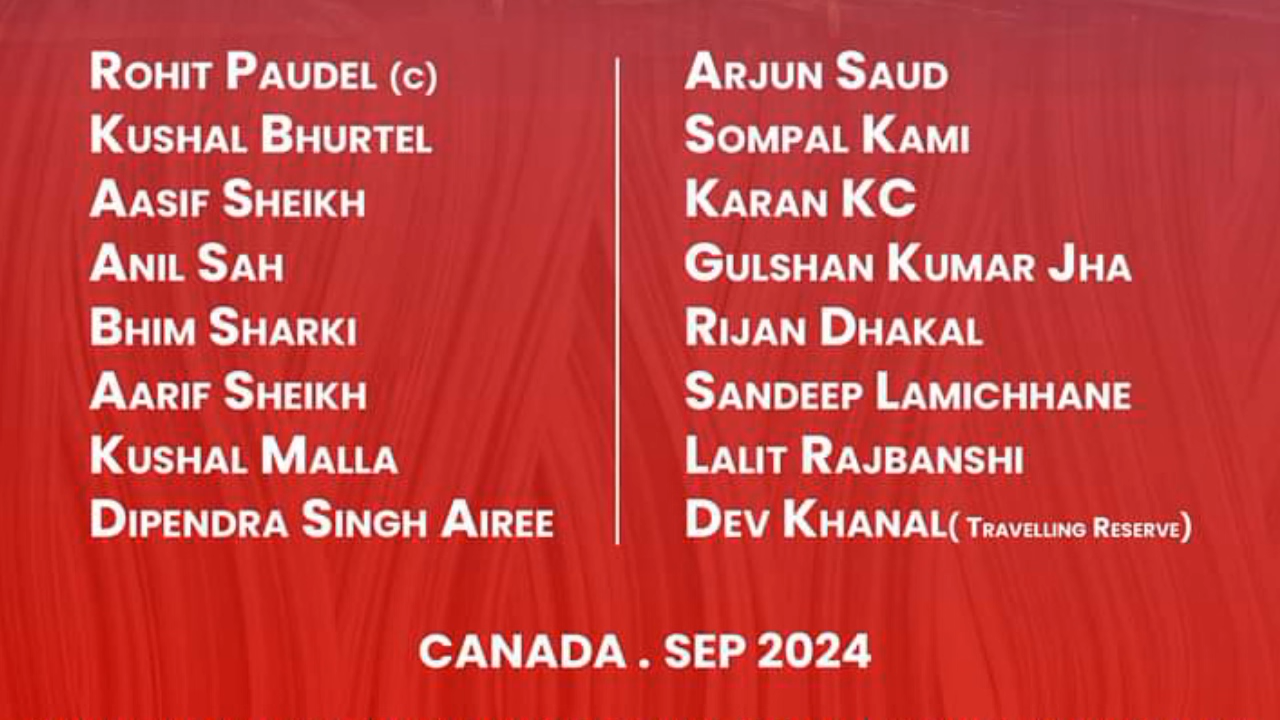 Rohit Paudel (c)
Kushal Bhurtel
Aasif Sheikh
Anil Sah
Bhim Sharki
Aarif Sheikh
Kushal Malla
Dipendra Singh Airee
Arjun Saud
Sompal Kami
Karan KC
Gulshan Kumar Jha
Rijan Dhakal
Sandeep Lamichhane
Lalit Rajbanshi
Dev Khanal( Travelling Reserve)
CANADA . SEP 2024